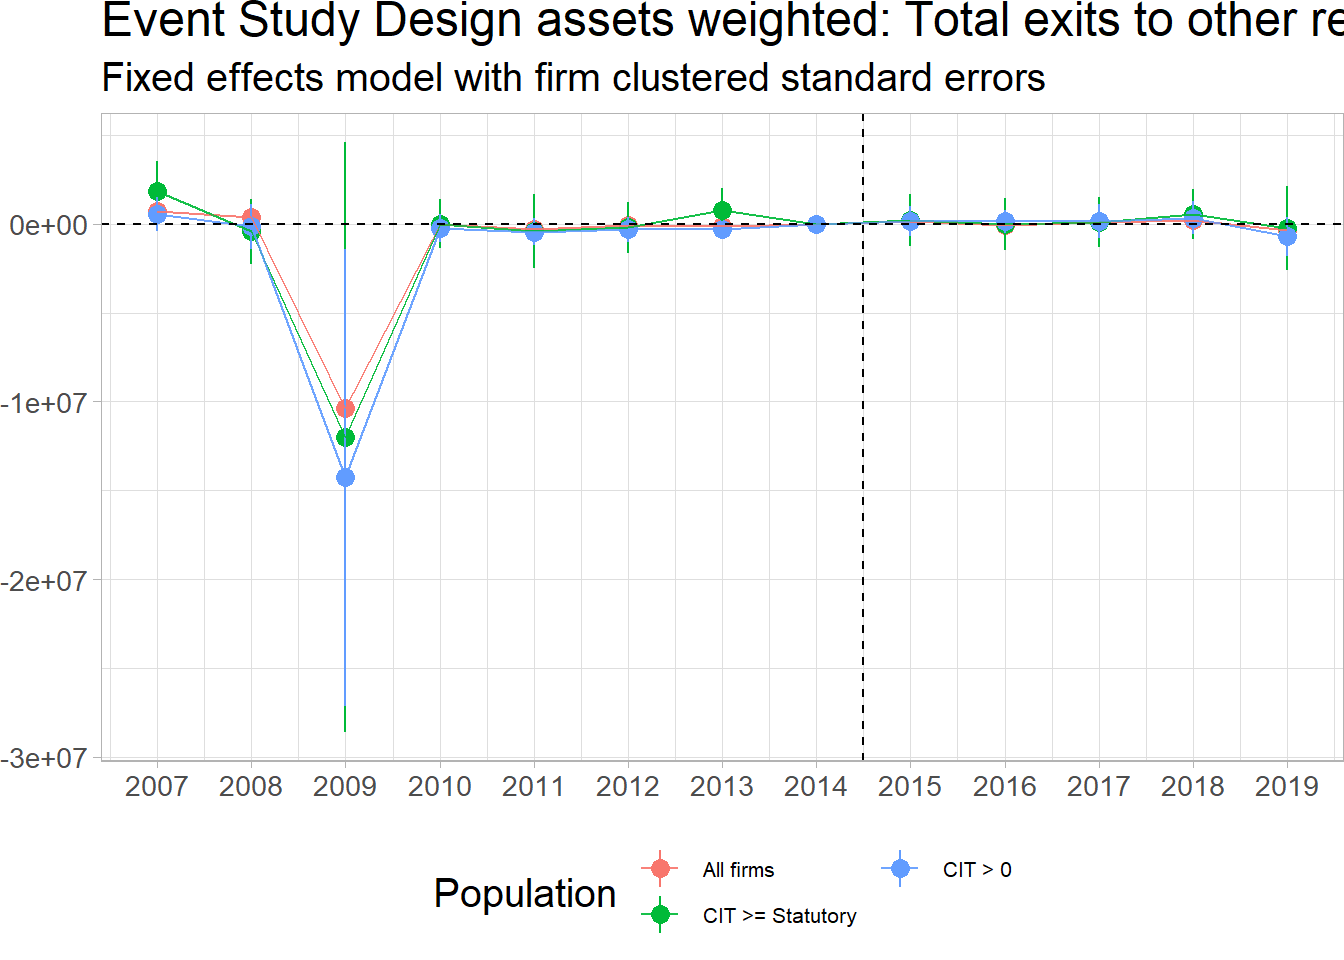 Event Study Design assets weighted: Total exits to other re
Fixed effects model with firm clustered standard errors
0e+00
-1e+07
-2e+07
-3e+07
2007 2008 2009 2010 2011 2012 2013 2014 2015 2016 2017 2018 2019
Population
All firms
CIT >= Statutory
CIT > 0